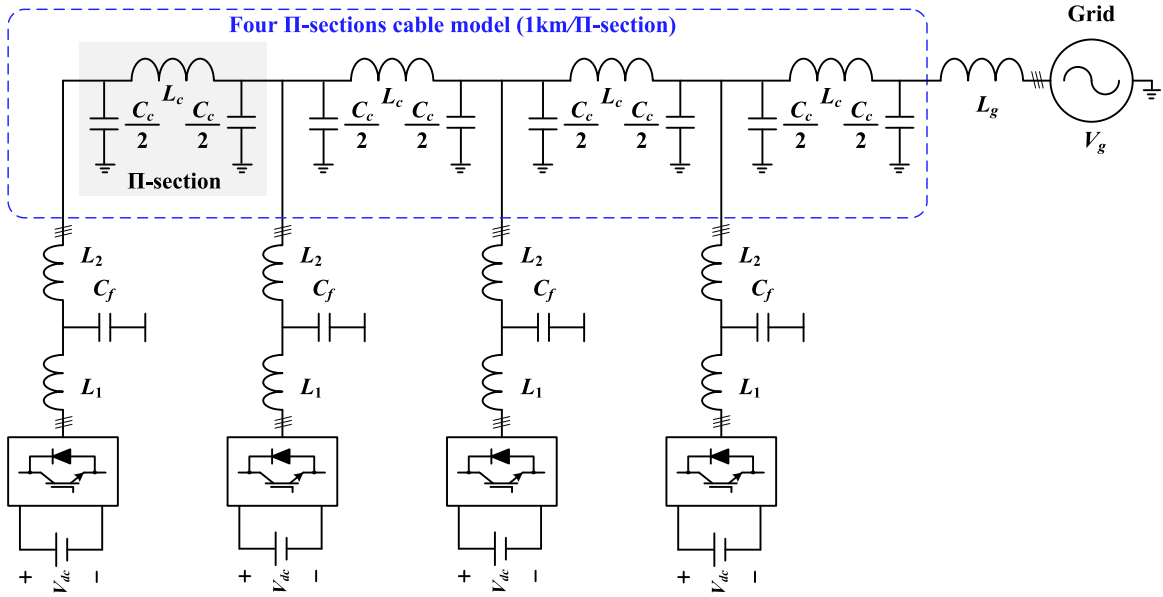 Four Π-sections cable model (1km/Π-section)
Grid
L_c
L_c
L_c
L_c
L_g
C_c/2
C_c/2
C_c/2
C_c/2
C_c/2
C_c/2
C_c/2
C_c/2
V_g
Π-section
L_2
L_2
L_2
L_2
C_f
C_f
C_f
C_f
L_1
L_1
L_1
L_1
+ V_dc −
+ V_dc −
+ V_dc −
+ V_dc −